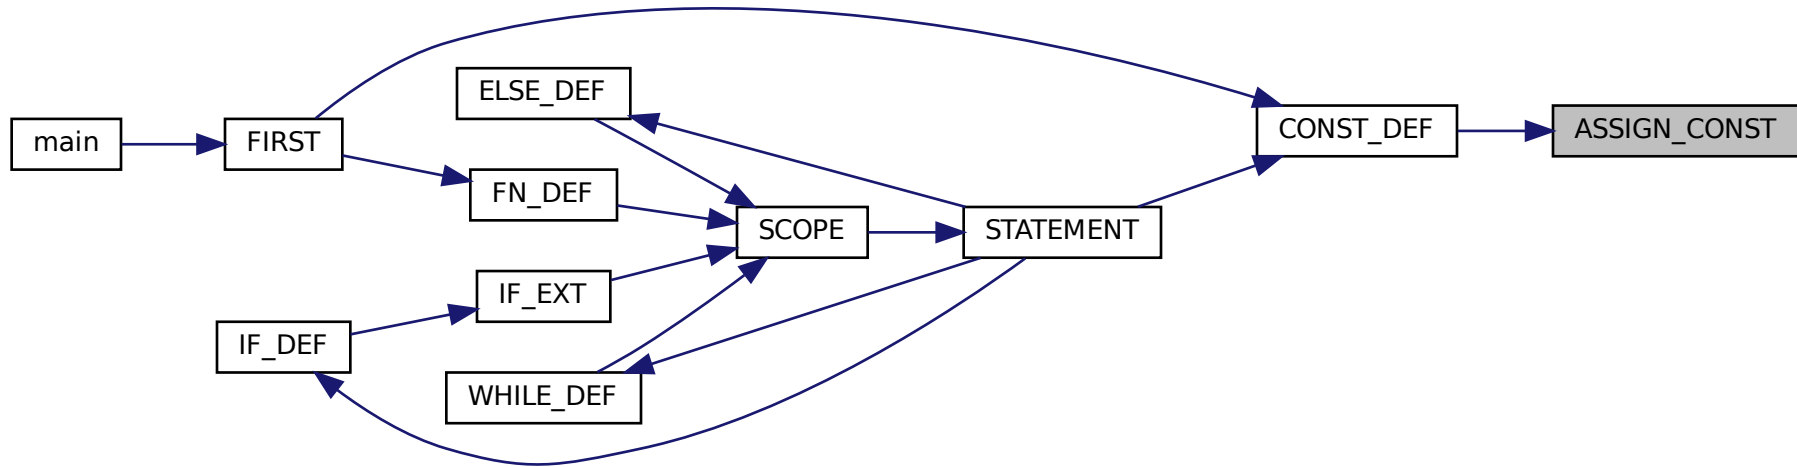 main
FIRST
ELSE_DEF
FN_DEF
IF_DEF
IF_EXT
WHILE_DEF
SCOPE
STATEMENT
CONST_DEF
ASSIGN_CONST